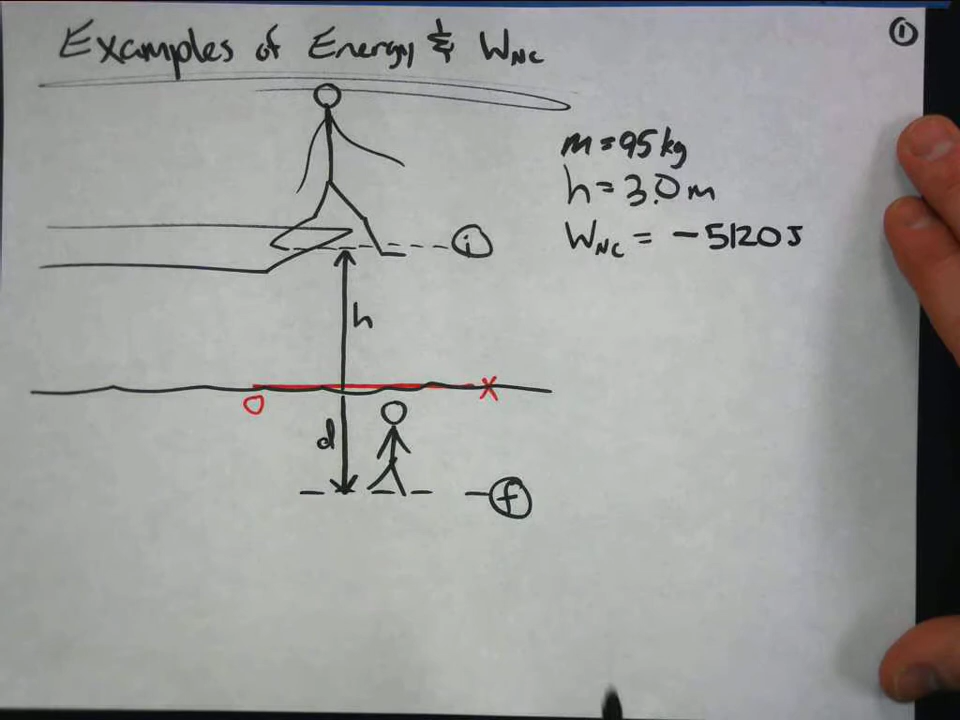 Examples of Energy & W_NC
①
m = 95 kg
h = 3.0 m
W_NC = -5120 J
i
h
O
x
d
f